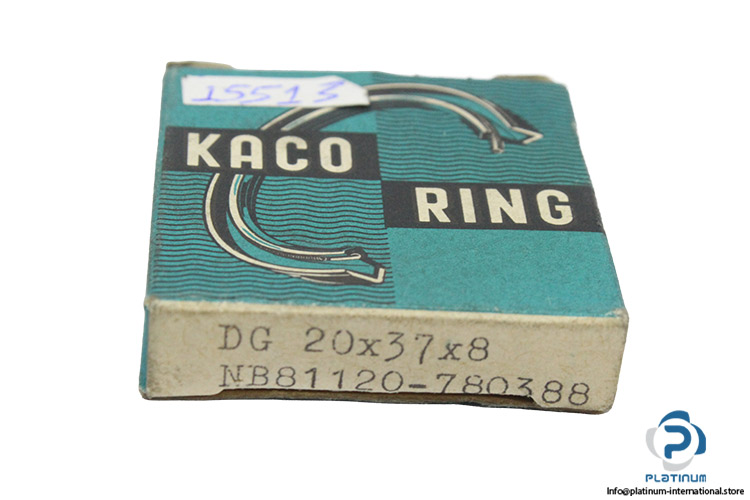 15513
KACO
RING
DG 20x37x8
NB81120-780388
PLATINUM
Info@platinum-international.store